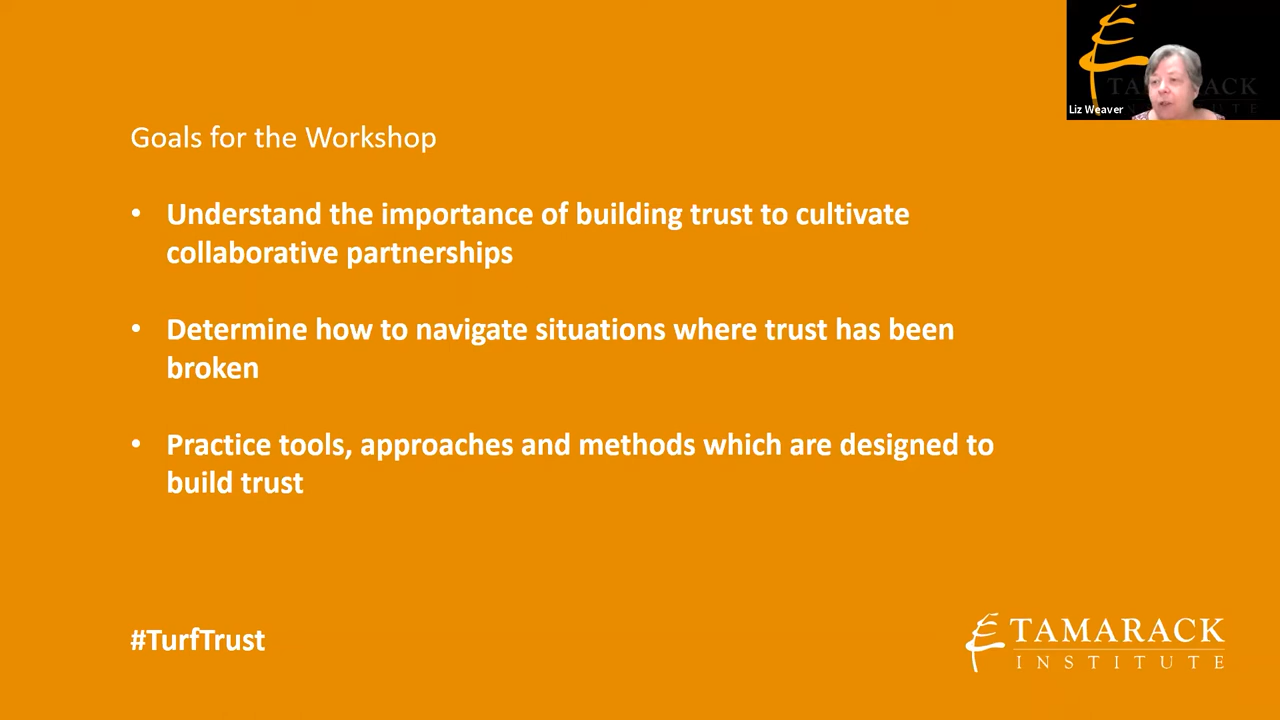 Liz Weaver
Goals for the Workshop
• Understand the importance of building trust to cultivate
collaborative partnerships
• Determine how to navigate situations where trust has been
broken
• Practice tools, approaches and methods which are designed to
build trust
#TurfTrust
TAMARACK
INSTITUTE